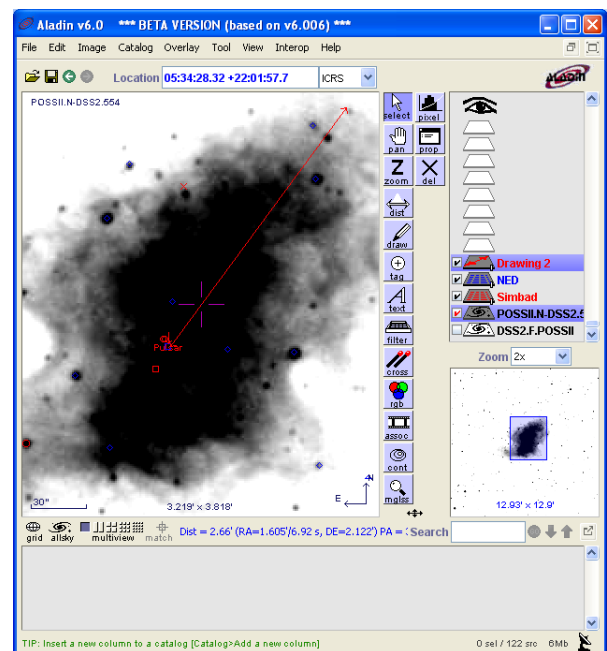 Aladin v6.0 *** BETA VERSION (based on v6.006) ***
File Edit Image Catalog Overlay Tool View Interop Help
Location 05:34:28.32 +22:01:57.7 ICRS
Aladin
POSSII.N-DSS2.554
select pixel
pan prop
zoom del
dist
draw
tag
text
filter
cross
rgb
assoc
cont
mglss
Drawing 2
NED
Simbad
POSSII.N-DSS2.5
DSS2.F.POSSII
Zoom 2x
Pulsar
N
E
30"
3.219' x 3.818'
12.93' x 12.9'
grid allsky multiview match Dist = 2.66' (RA=1.605'/6.92 s, DE=2.122') PA = Search
TIP: Insert a new column to a catalog [Catalog>Add a new column]
0 sel / 122 src 6Mb